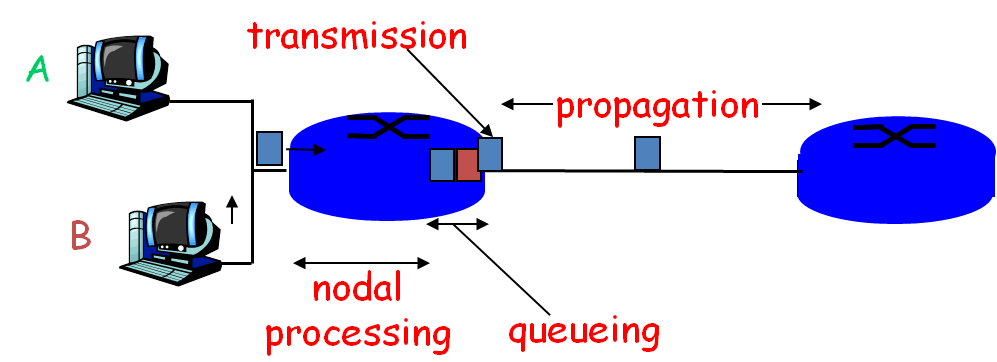 transmission
A
propagation
B
nodal
processing
queueing